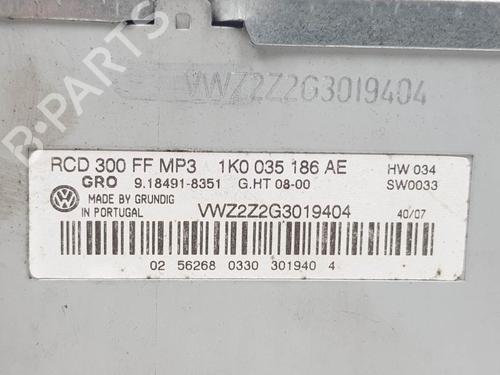 B-PARTS
VWZ2Z2G3019404
RCD 300 FF MP3 1K0 035 186 AE HW 034
GRO 9.18491-8351 G.HT 08-00 SW0033
MADE BY GRUNDIG
IN PORTUGAL VWZ2Z2G3019404 40/07
02 56268 0330 301940 4